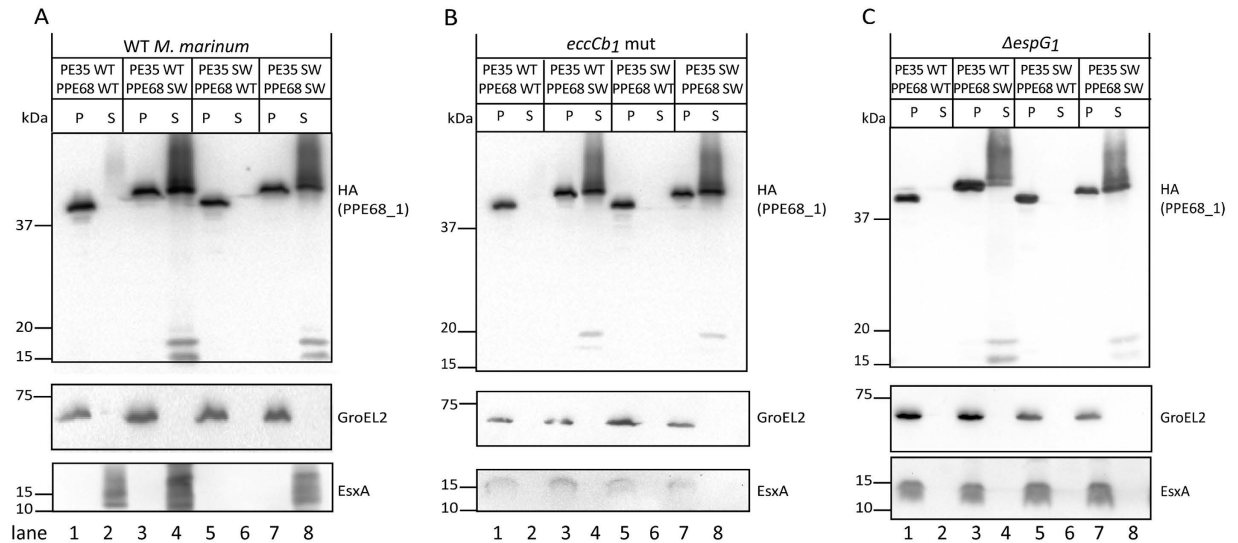 A
WT M. marinum
PE35 WT PE35 WT PE35 SW PE35 SW
PPE68 WT PPE68 SW PPE68 WT PPE68 SW
kDa P S P S P S P S
HA
(PPE68_1)
37
20
15
75
GroEL2
15
10
EsxA
lane 1 2 3 4 5 6 7 8
B
eccCb1 mut
PE35 WT PE35 WT PE35 SW PE35 SW
PPE68 WT PPE68 SW PPE68 WT PPE68 SW
kDa P S P S P S P S
HA
(PPE68_1)
37
20
15
75
GroEL2
15
10
EsxA
1 2 3 4 5 6 7 8
C
ΔespG1
PE35 WT PE35 WT PE35 SW PE35 SW
PPE68 WT PPE68 SW PPE68 WT PPE68 SW
kDa P S P S P S P S
HA
(PPE68_1)
37
20
15
75
GroEL2
15
10
EsxA
1 2 3 4 5 6 7 8